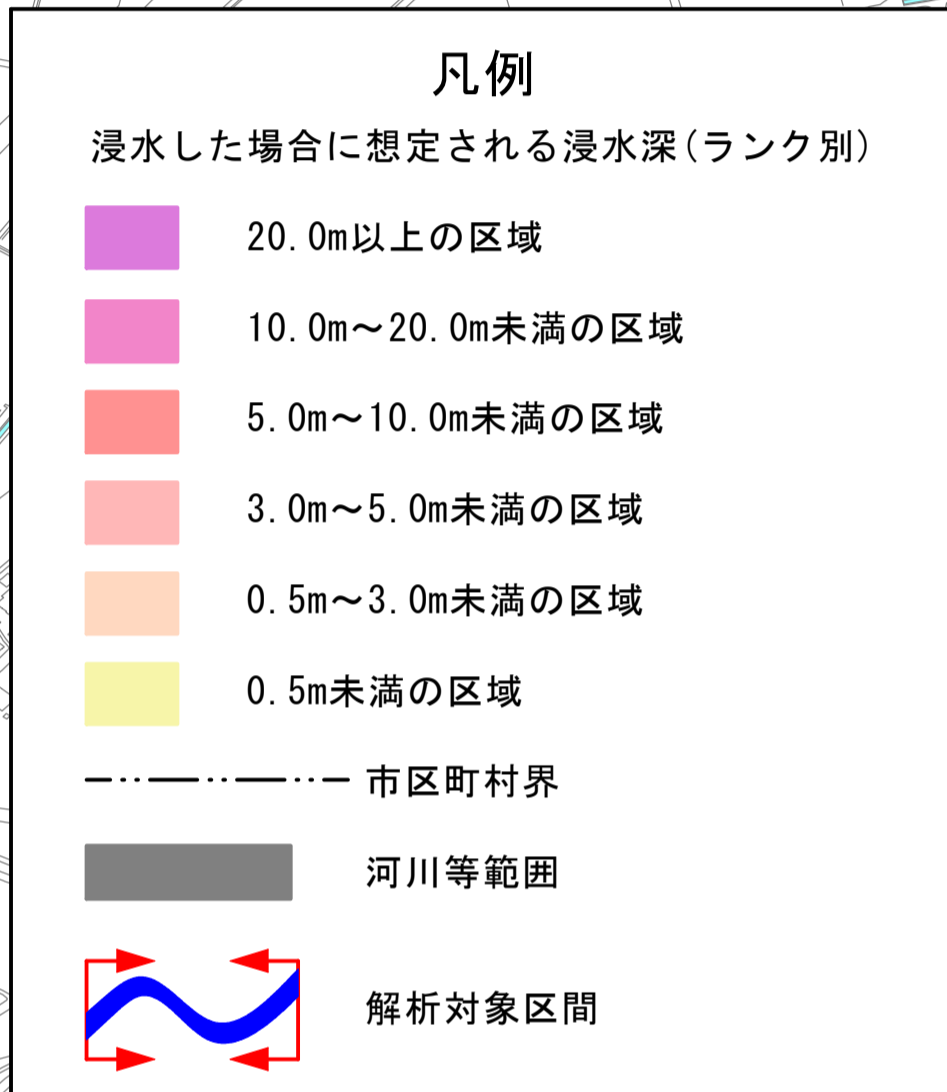 凡例
浸水した場合に想定される浸水深(ランク別)
20.0m以上の区域
10.0m～20.0m未満の区域
5.0m～10.0m未満の区域
3.0m～5.0m未満の区域
0.5m～3.0m未満の区域
0.5m未満の区域
市区町村界
河川等範囲
解析対象区間